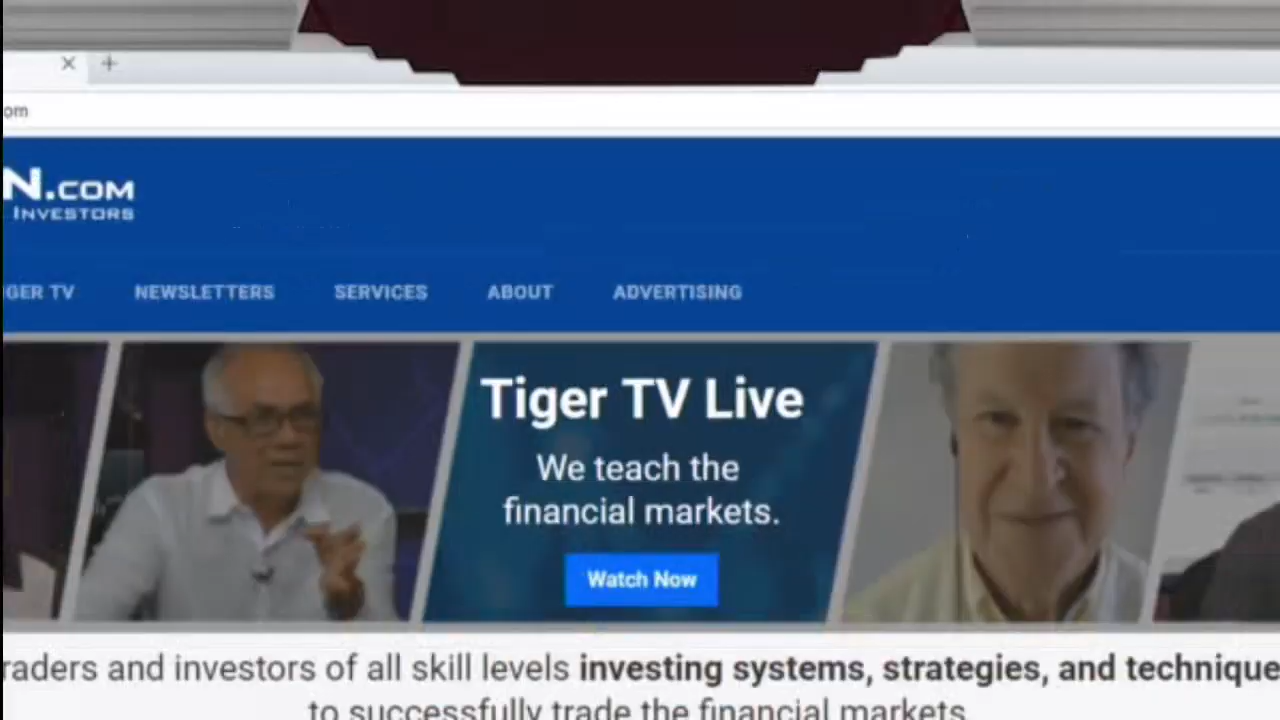 om
N.COM
INVESTORS
GER TV NEWSLETTERS SERVICES ABOUT ADVERTISING
Tiger TV Live
We teach the
financial markets.
Watch Now
raders and investors of all skill levels investing systems, strategies, and technique
to successfully trade the financial markets.